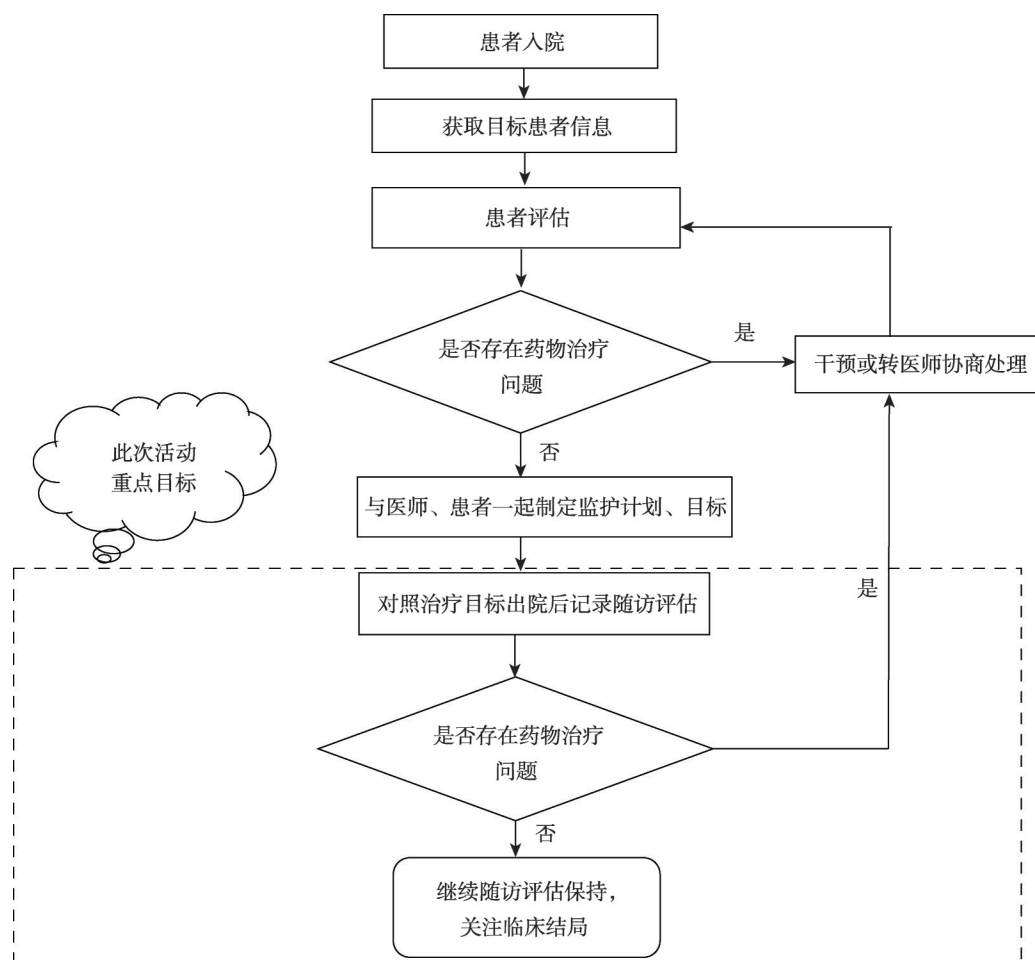 患者入院
获取目标患者信息
患者评估
是否存在药物治疗
问题
是
干预或转医师协商处理
否
此次活动
重点目标
与医师、患者一起制定监护计划、目标
对照治疗目标出院后记录随访评估
是
是否存在药物治疗
问题
否
继续随访评估保持，
关注临床结局